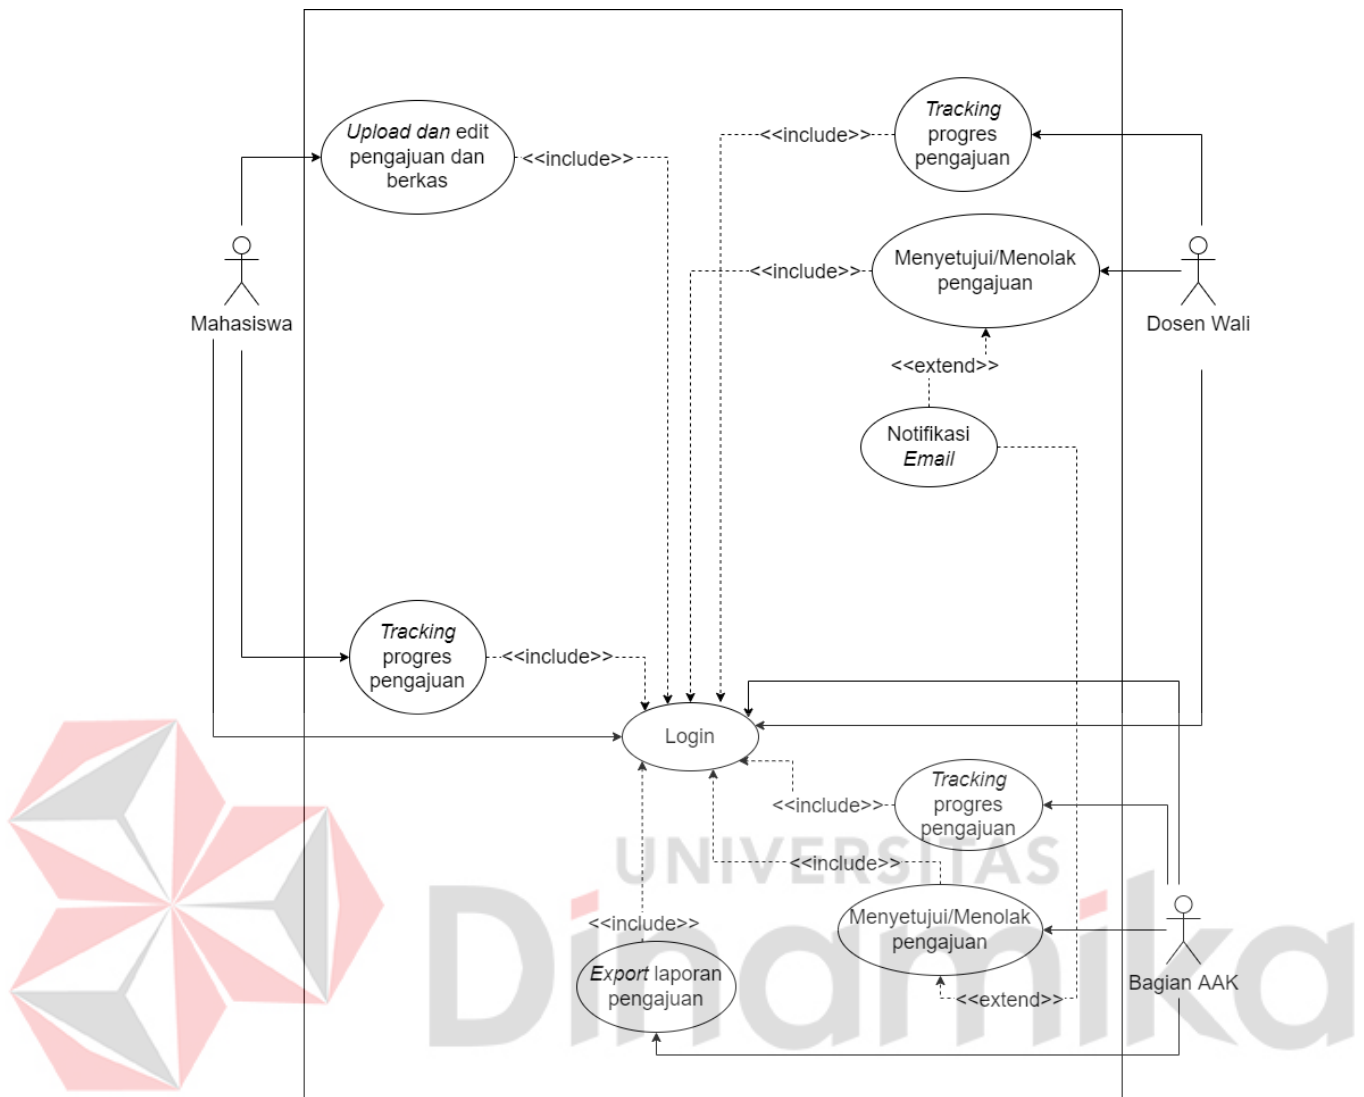 Tracking
progres
pengajuan
<<include>>
Upload dan edit
pengajuan dan
berkas
<<include>>
Menyetujui/Menolak
pengajuan
<<include>>
Mahasiswa
Dosen Wali
<<extend>>
Notifikasi
Email
Tracking
progres
pengajuan
<<include>>
Login
Tracking
progres
pengajuan
<<include>>
UNIVERSITAS
Dinamika
<<include>>
Menyetujui/Menolak
pengajuan
<<include>>
Export laporan
pengajuan
Bagian AAK
<<extend>>